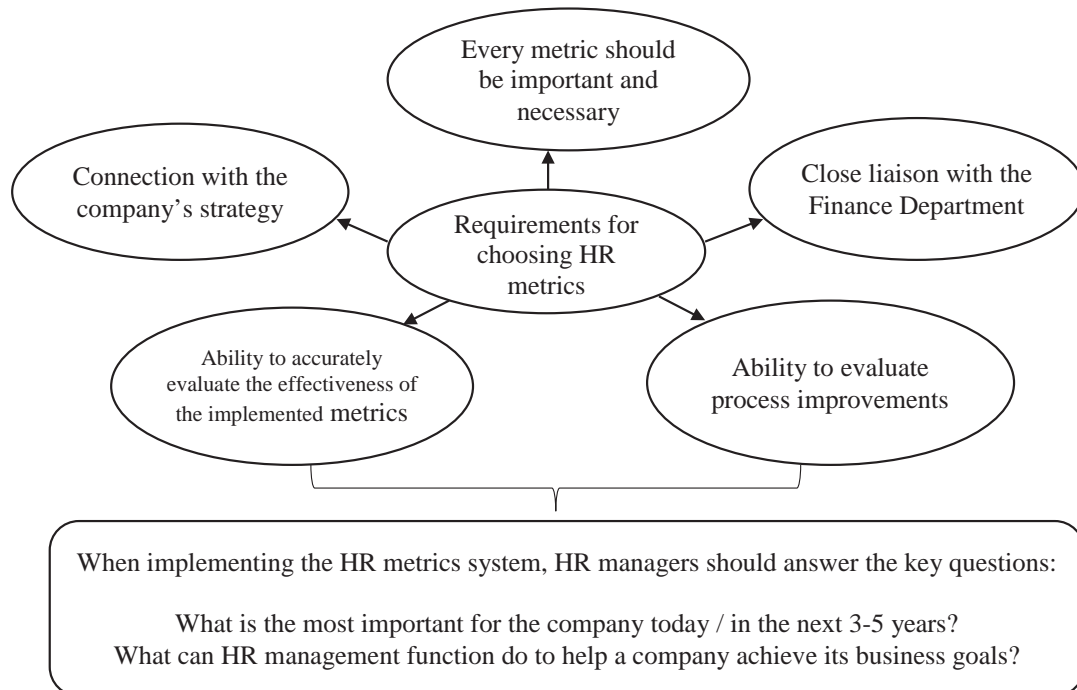 Every metric should
be important and
necessary
Connection with the
company’s strategy
Close liaison with the
Finance Department
Requirements for
choosing HR
metrics
Ability to accurately
evaluate the effectiveness of
the implemented metrics
Ability to evaluate
process improvements
When implementing the HR metrics system, HR managers should answer the key questions:
What is the most important for the company today / in the next 3-5 years?
What can HR management function do to help a company achieve its business goals?